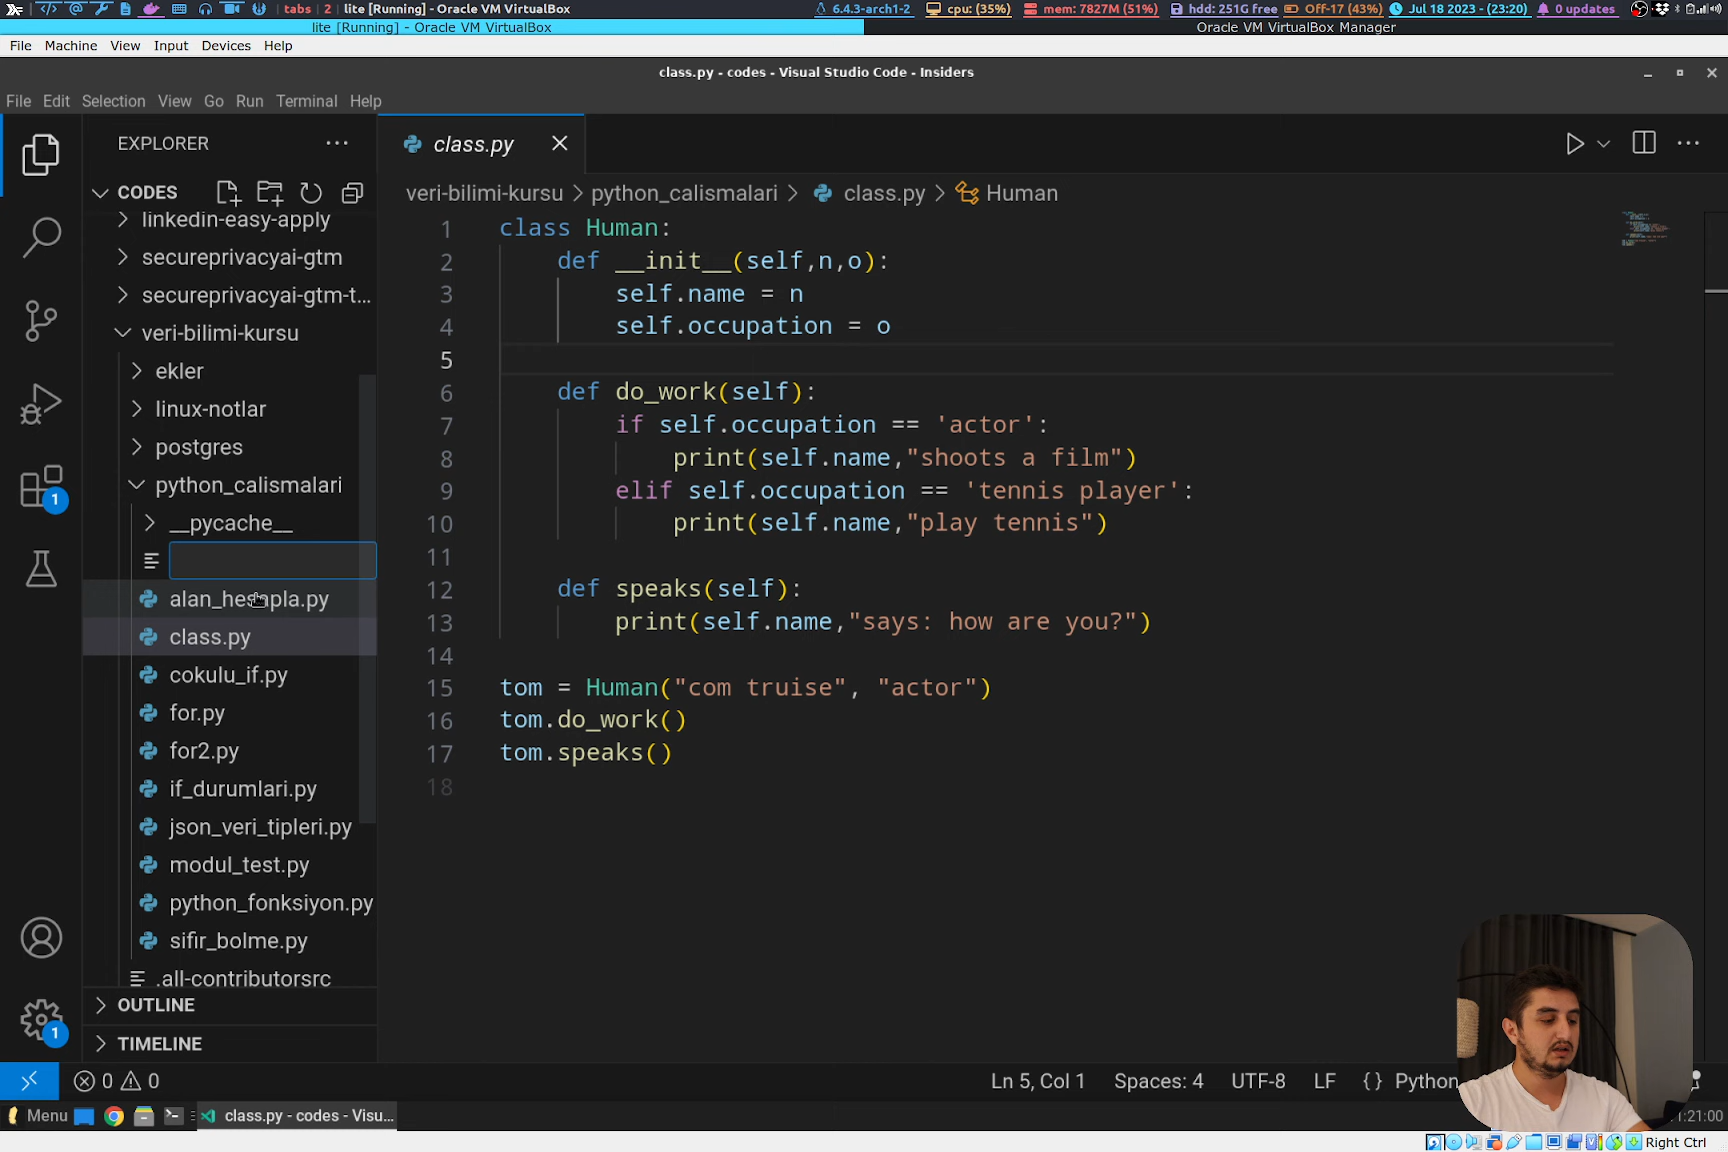 tabs | 2 | lite [Running] - Oracle VM VirtualBox
6.4.3-arch1-2
cpu: (35%)
mem: 7827M (51%)
hdd: 251G free
Off-17 (43%)
Jul 18 2023 - (23:20)
0 updates
lite [Running] - Oracle VM VirtualBox
Oracle VM VirtualBox Manager
File Machine View Input Devices Help
class.py - codes - Visual Studio Code - Insiders
File Edit Selection View Go Run Terminal Help
EXPLORER
CODES
linkedin-easy-apply
secureprivacyai-gtm
secureprivacyai-gtm-t...
veri-bilimi-kursu
ekler
linux-notlar
postgres
python_calismalari
__pycache__
alan_hesapla.py
class.py
cokulu_if.py
for.py
for2.py
if_durumlari.py
json_veri_tipleri.py
modul_test.py
python_fonksiyon.py
sifir_bolme.py
.all-contributorsrc
OUTLINE
TIMELINE
class.py
veri-bilimi-kursu > python_calismalari > class.py > Human
1 class Human:
2 def __init__(self,n,o):
3 self.name = n
4 self.occupation = o
5
6 def do_work(self):
7 if self.occupation == 'actor':
8 print(self.name,"shoots a film")
9 elif self.occupation == 'tennis player':
10 print(self.name,"play tennis")
11
12 def speaks(self):
13 print(self.name,"says: how are you?")
14
15 tom = Human("com truise", "actor")
16 tom.do_work()
17 tom.speaks()
18
1
1
0 0
Ln 5, Col 1 Spaces: 4 UTF-8 LF {} Python
Menu
class.py - codes - Visu...
1:21:00
Right Ctrl